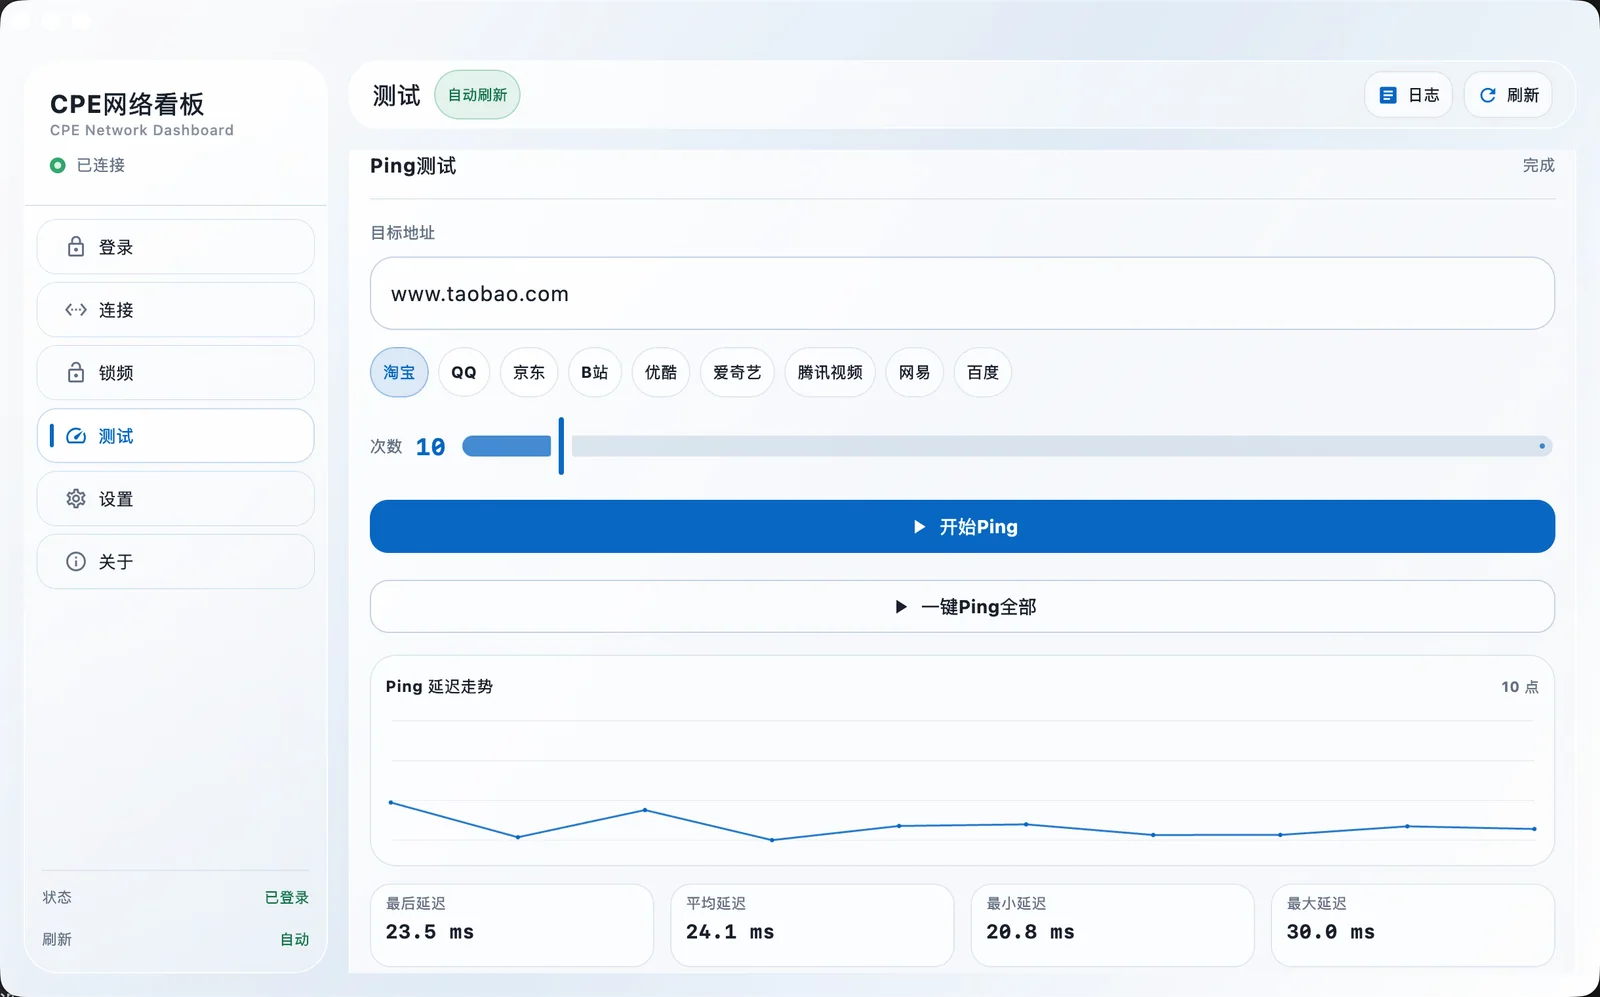 CPE网络看板
CPE Network Dashboard
已连接
登录
连接
锁频
测试
设置
关于
状态 已登录
刷新 自动
测试 自动刷新 日志 刷新
Ping测试 完成
目标地址
www.taobao.com
淘宝 QQ 京东 B站 优酷 爱奇艺 腾讯视频 网易 百度
次数 10
开始Ping
一键Ping全部
Ping 延迟走势 10 点
最后延迟 平均延迟 最小延迟 最大延迟
23.5 ms 24.1 ms 20.8 ms 30.0 ms